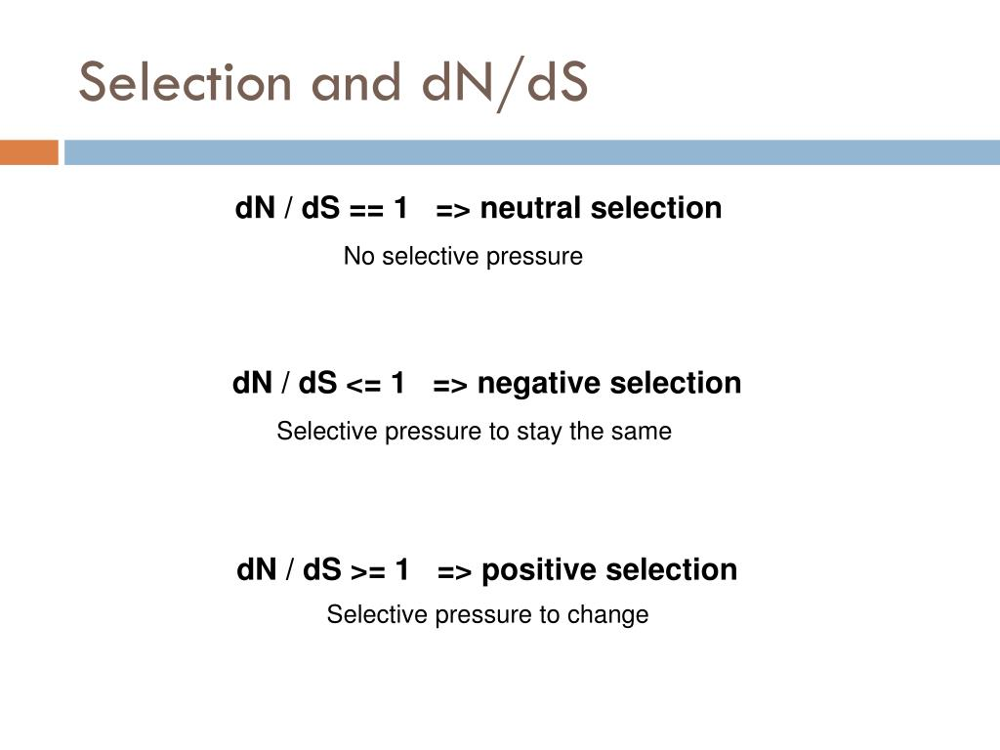 Selection and dN/dS
dN / dS == 1 => neutral selection
No selective pressure
dN / dS <= 1 => negative selection
Selective pressure to stay the same
dN / dS >= 1 => positive selection
Selective pressure to change